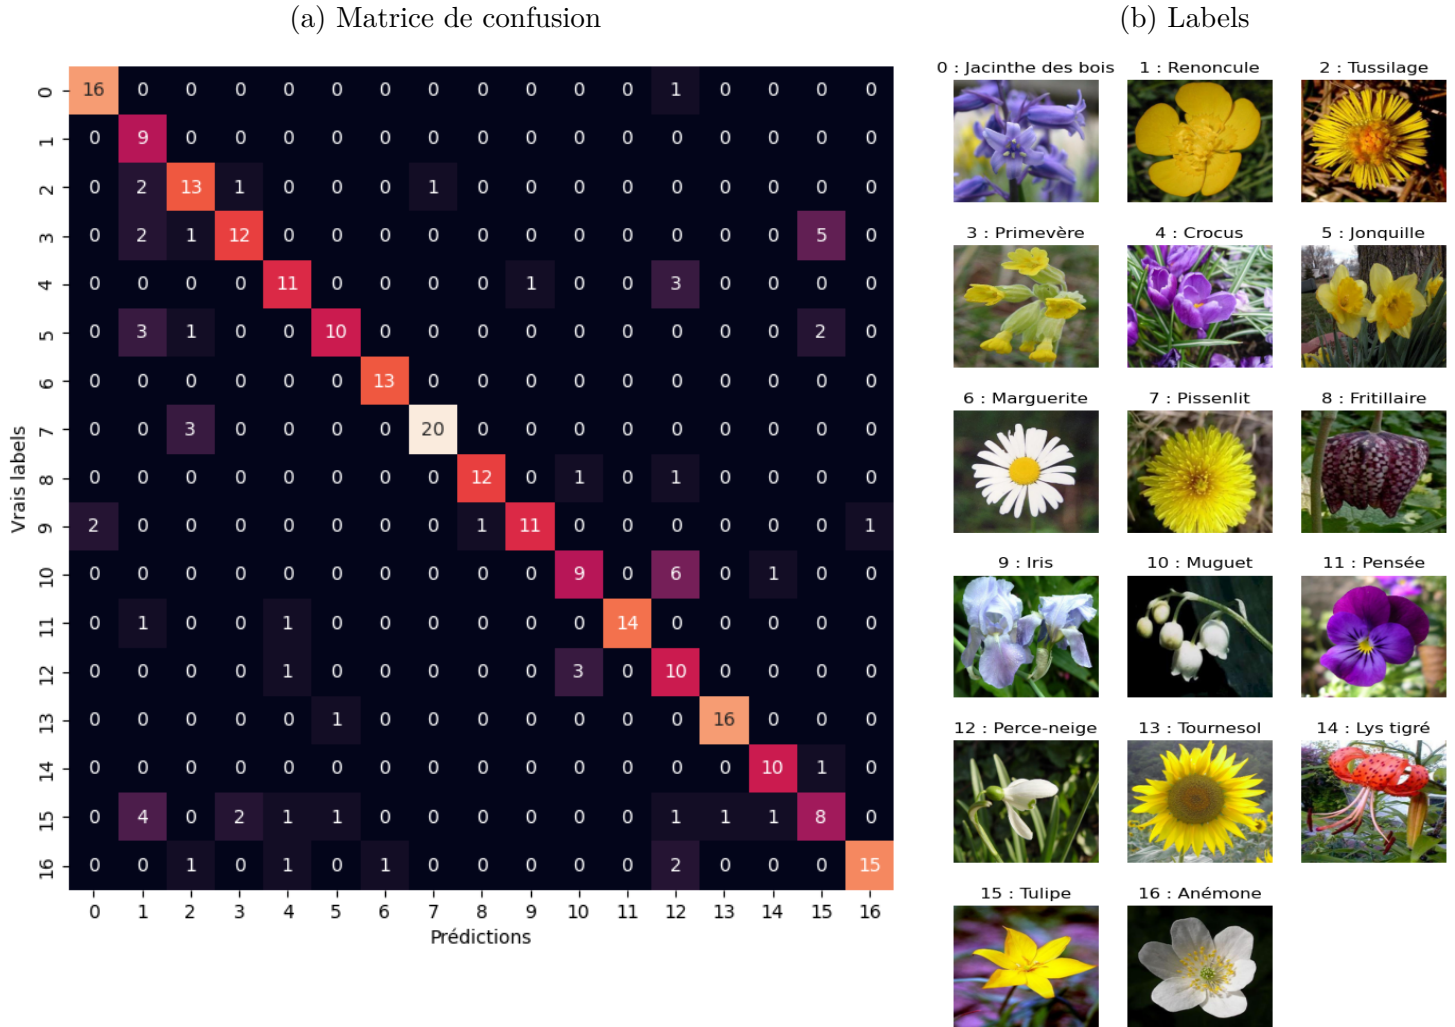 (a) Matrice de confusion
(b) Labels
0 16 0 0 0 0 0 0 0 0 0 0 0 1 0 0 0 0
1 0 9 0 0 0 0 0 0 0 0 0 0 0 0 0 0 0
2 0 2 13 1 0 0 0 1 0 0 0 0 0 0 0 0 0
3 0 2 1 12 0 0 0 0 0 0 0 0 0 0 0 5 0
4 0 0 0 0 11 0 0 0 0 1 0 0 3 0 0 0 0
5 0 3 1 0 0 10 0 0 0 0 0 0 0 0 0 2 0
6 0 0 0 0 0 0 13 0 0 0 0 0 0 0 0 0 0
7 0 0 3 0 0 0 0 20 0 0 0 0 0 0 0 0 0
8 0 0 0 0 0 0 0 0 12 0 1 0 1 0 0 0 0
9 2 0 0 0 0 0 0 0 1 11 0 0 0 0 0 0 1
10 0 0 0 0 0 0 0 0 0 0 9 0 6 0 1 0 0
11 0 1 0 0 1 0 0 0 0 0 0 14 0 0 0 0 0
12 0 0 0 0 1 0 0 0 0 0 3 0 10 0 0 0 0
13 0 0 0 0 0 1 0 0 0 0 0 0 0 16 0 0 0
14 0 0 0 0 0 0 0 0 0 0 0 0 0 0 10 1 0
15 0 4 0 2 1 1 0 0 0 0 0 0 1 1 1 8 0
16 0 0 1 0 1 0 1 0 0 0 0 0 2 0 0 0 15
0 1 2 3 4 5 6 7 8 9 10 11 12 13 14 15 16
Vrais labels
Prédictions
0 : Jacinthe des bois
1 : Renoncule
2 : Tussilage
3 : Primevère
4 : Crocus
5 : Jonquille
6 : Marguerite
7 : Pissenlit
8 : Fritillaire
9 : Iris
10 : Muguet
11 : Pensée
12 : Perce-neige
13 : Tournesol
14 : Lys tigré
15 : Tulipe
16 : Anémone